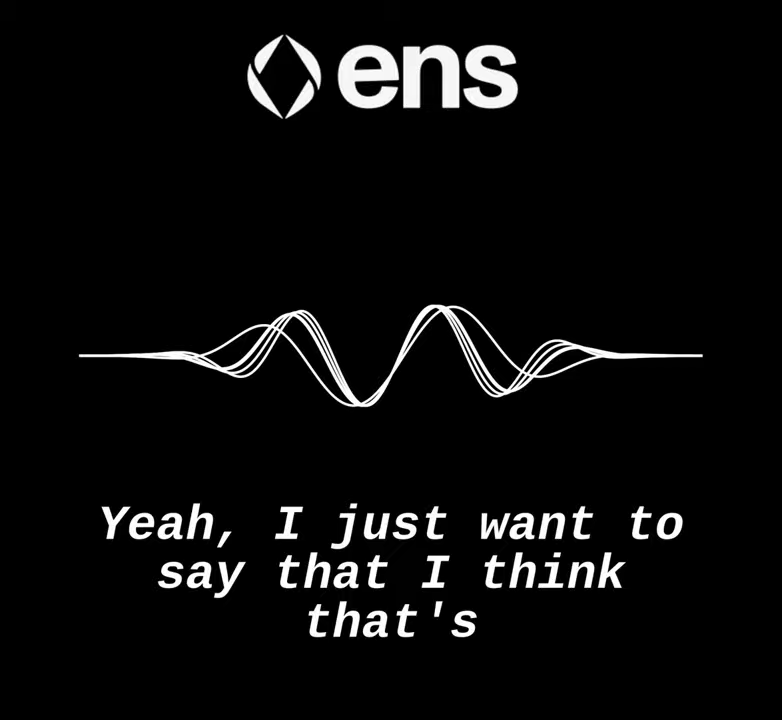 ens
Yeah, I just want to
say that I think
that's